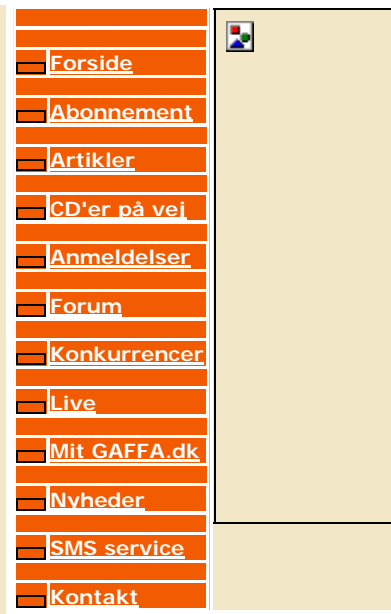 Forside
Abonnement
Artikler
CD'er på vej
Anmeldelser
Forum
Konkurrencer
Live
Mit GAFFA.dk
Nyheder
SMS service
Kontakt